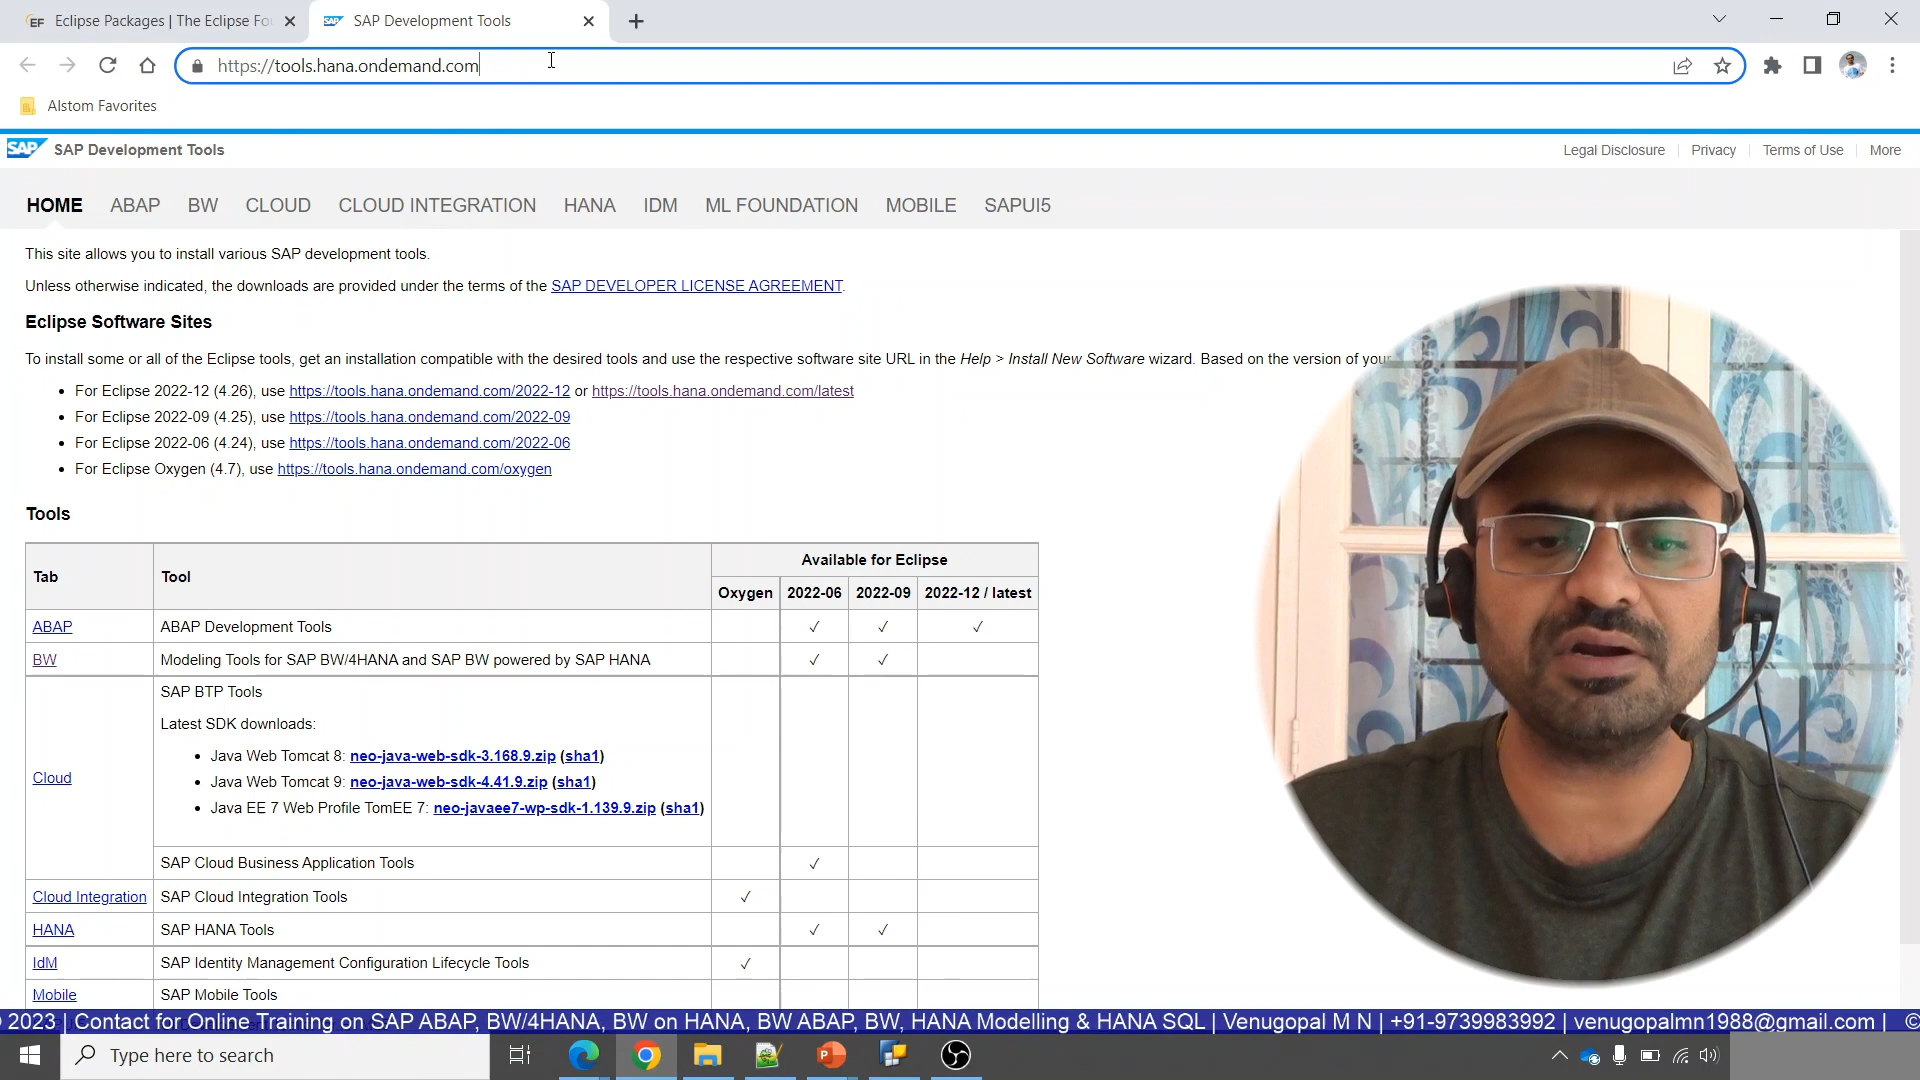 Eclipse Packages | The Eclipse Fo
SAP Development Tools
https://tools.hana.ondemand.com
Alstom Favorites
SAP SAP Development Tools
Legal Disclosure | Privacy | Terms of Use | More
HOME ABAP BW CLOUD CLOUD INTEGRATION HANA IDM ML FOUNDATION MOBILE SAPUI5
This site allows you to install various SAP development tools.
Unless otherwise indicated, the downloads are provided under the terms of the SAP DEVELOPER LICENSE AGREEMENT.
Eclipse Software Sites
To install some or all of the Eclipse tools, get an installation compatible with the desired tools and use the respective software site URL in the Help > Install New Software wizard. Based on the version of your
• For Eclipse 2022-12 (4.26), use https://tools.hana.ondemand.com/2022-12 or https://tools.hana.ondemand.com/latest
• For Eclipse 2022-09 (4.25), use https://tools.hana.ondemand.com/2022-09
• For Eclipse 2022-06 (4.24), use https://tools.hana.ondemand.com/2022-06
• For Eclipse Oxygen (4.7), use https://tools.hana.ondemand.com/oxygen
Tools
Tab Tool Available for Eclipse
Oxygen 2022-06 2022-09 2022-12 / latest
ABAP ABAP Development Tools ✓ ✓ ✓
BW Modeling Tools for SAP BW/4HANA and SAP BW powered by SAP HANA ✓ ✓
SAP BTP Tools
Latest SDK downloads:
• Java Web Tomcat 8: neo-java-web-sdk-3.168.9.zip (sha1)
Cloud
• Java Web Tomcat 9: neo-java-web-sdk-4.41.9.zip (sha1)
• Java EE 7 Web Profile TomEE 7: neo-javaee7-wp-sdk-1.139.9.zip (sha1)
SAP Cloud Business Application Tools ✓
Cloud Integration SAP Cloud Integration Tools ✓
HANA SAP HANA Tools ✓ ✓
IdM SAP Identity Management Configuration Lifecycle Tools ✓
Mobile SAP Mobile Tools
2023 | Contact for Online Training on SAP ABAP, BW/4HANA, BW on HANA, BW ABAP, BW, HANA Modelling & HANA SQL | Venugopal M N | +91-9739983992 | venugopalmn1988@gmail.com | ©
Type here to search